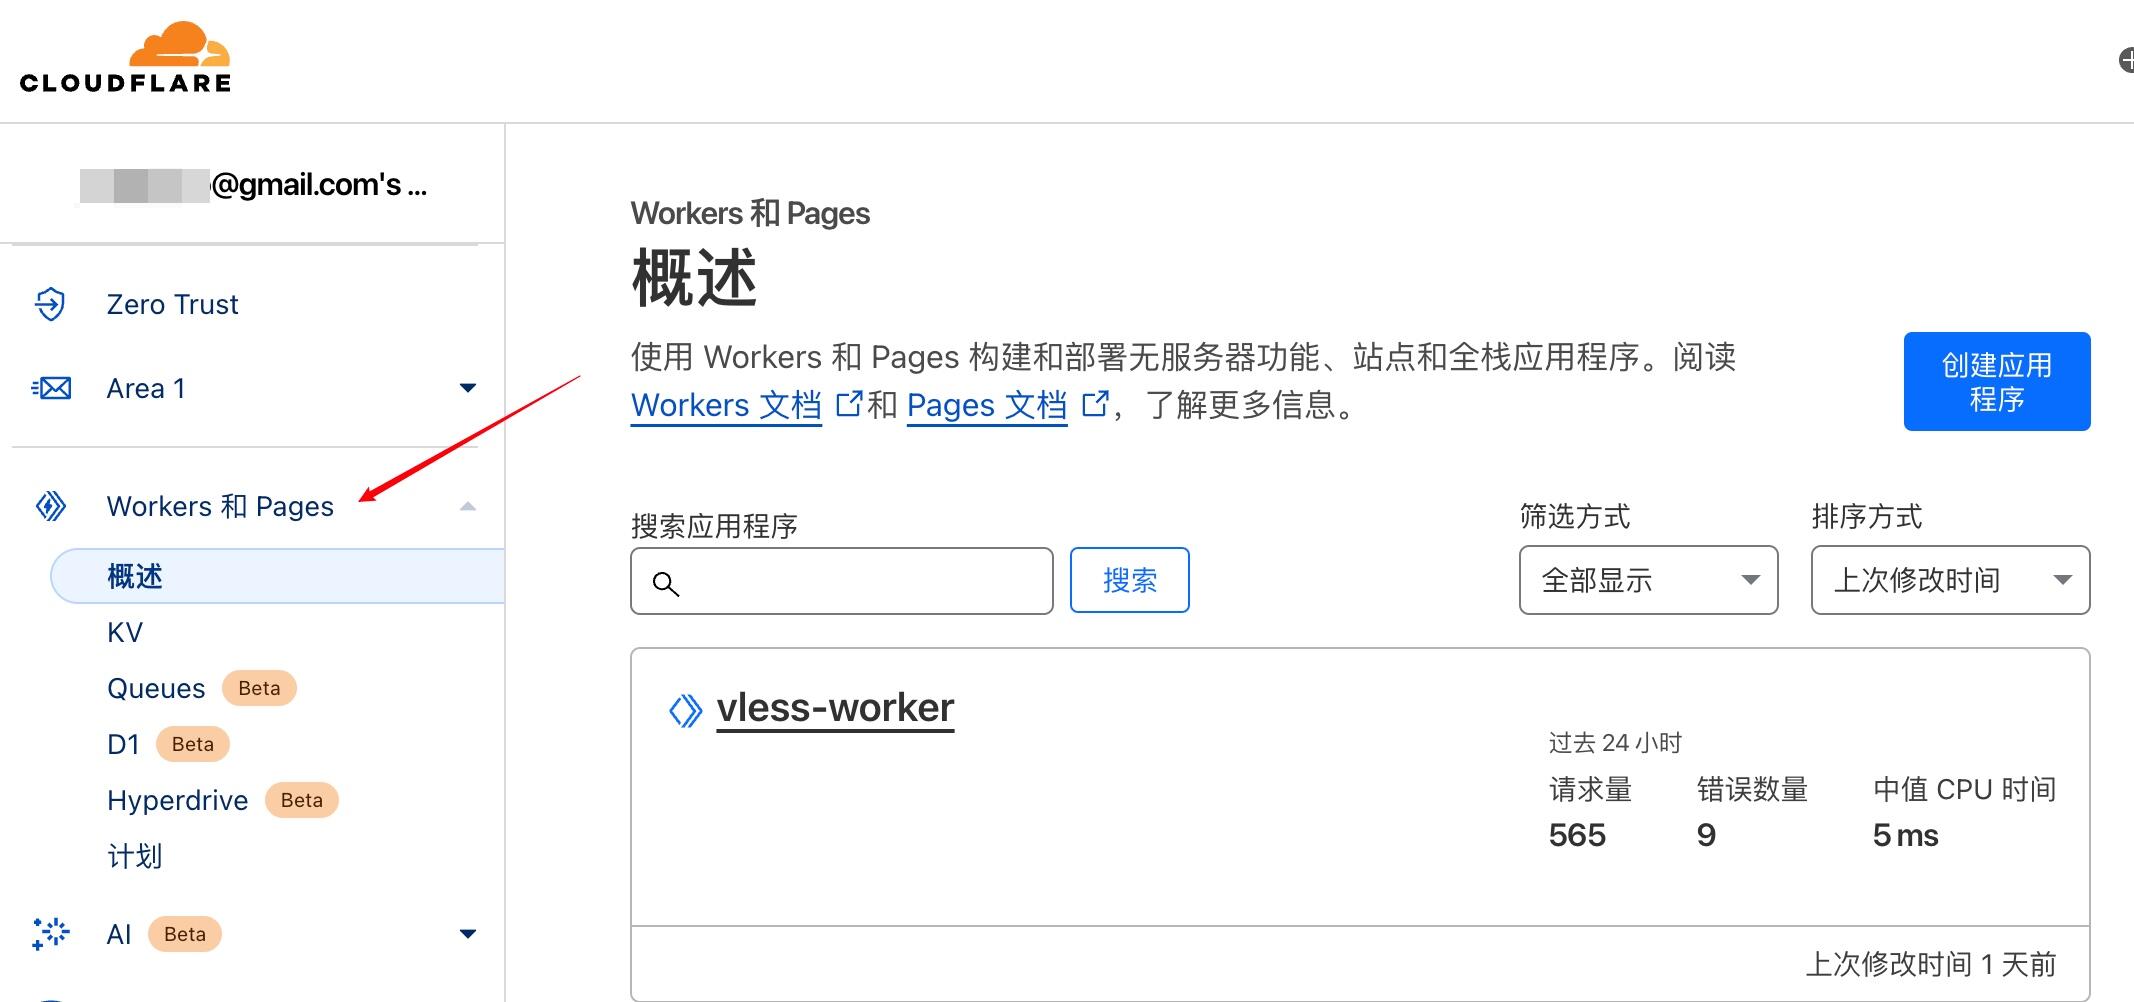 CLOUDFLARE
@gmail.com's ...
Zero Trust
Area 1
Workers 和 Pages
概述
KV
Queues Beta
D1 Beta
Hyperdrive Beta
计划
AI Beta
Workers 和 Pages
概述
使用 Workers 和 Pages 构建和部署无服务器功能、站点和全栈应用程序。阅读
Workers 文档 和 Pages 文档 ，了解更多信息。
创建应用
程序
搜索应用程序
搜索
筛选方式
全部显示
排序方式
上次修改时间
vless-worker
过去 24 小时
请求量 错误数量 中值 CPU 时间
565 9 5 ms
上次修改时间 1 天前